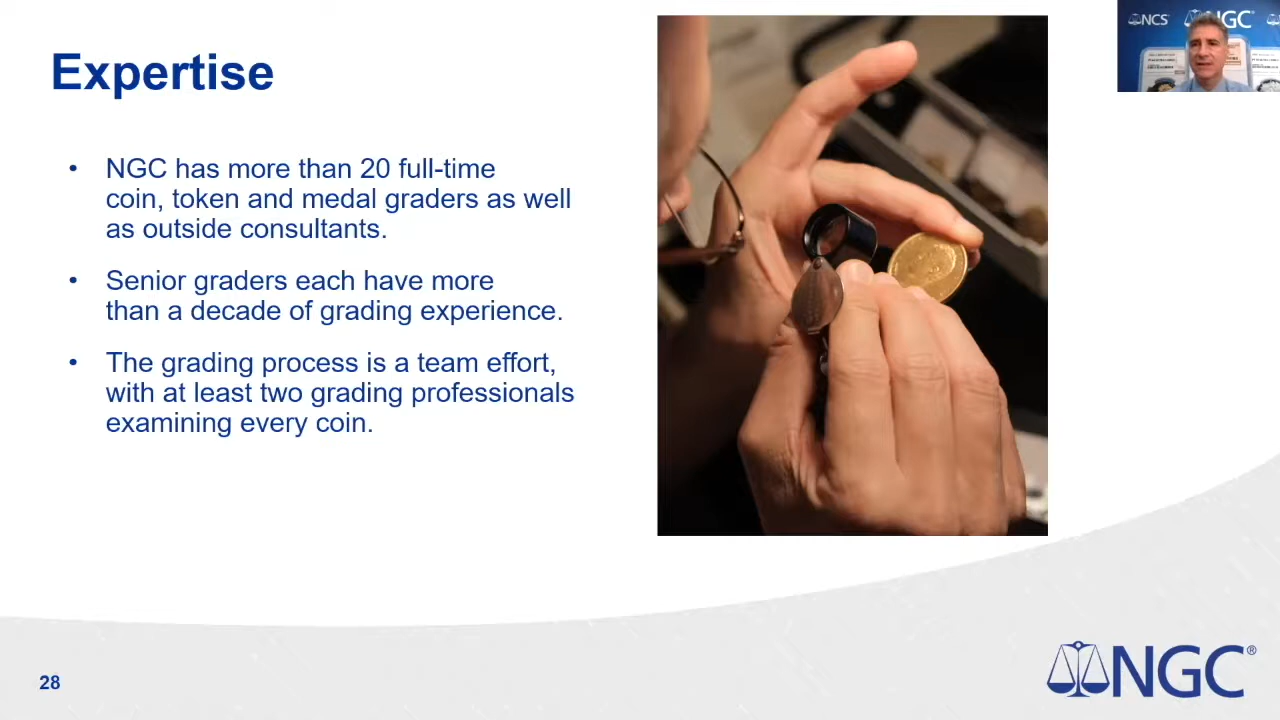 Expertise
NCS
NGC
• NGC has more than 20 full-time
coin, token and medal graders as well
as outside consultants.
• Senior graders each have more
than a decade of grading experience.
• The grading process is a team effort,
with at least two grading professionals
examining every coin.
28
NGC®